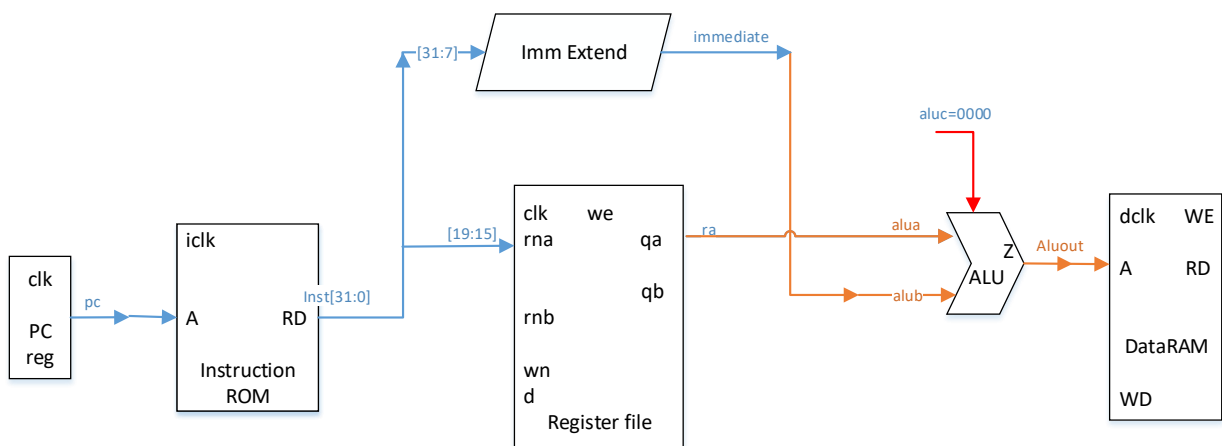 [31:7]
Imm Extend
immediate
aluc=0000
clk
PC
reg
pc
iclk
A
RD
Instruction
ROM
Inst[31:0]
[19:15]
clk
we
rna
qa
qb
rnb
wn
d
Register file
ra
alua
alub
Z
ALU
Aluout
dclk
WE
A
RD
DataRAM
WD